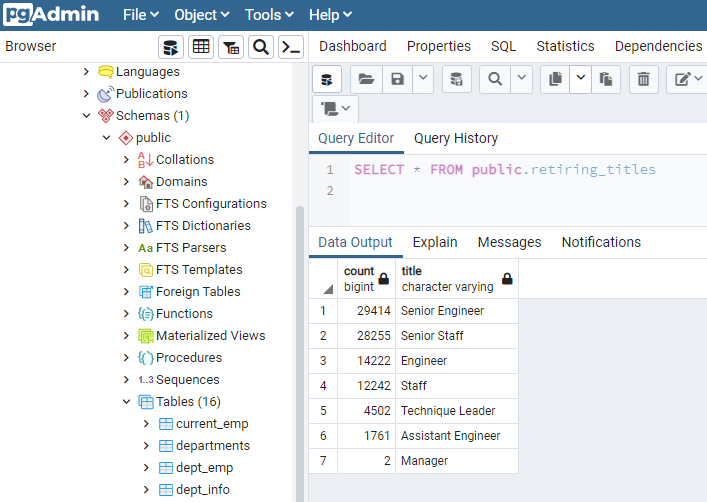 pgAdmin File Object Tools Help
Browser
Dashboard Properties SQL Statistics Dependencies
Languages
Publications
Schemas (1)
public
Collations
Domains
FTS Configurations
FTS Dictionaries
Aa FTS Parsers
FTS Templates
Foreign Tables
Functions
Materialized Views
Procedures
1..3 Sequences
Tables (16)
current_emp
departments
dept_emp
dept_info
Query Editor Query History
1 SELECT * FROM public.retiring_titles
2
Data Output Explain Messages Notifications
count title
bigint character varying
1 29414 Senior Engineer
2 28255 Senior Staff
3 14222 Engineer
4 12242 Staff
5 4502 Technique Leader
6 1761 Assistant Engineer
7 2 Manager